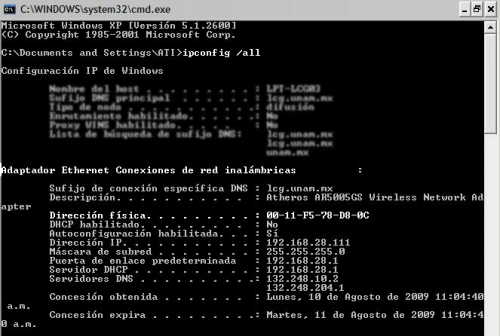 C:\WINDOWS\system32\cmd.exe
Microsoft Windows XP [Versión 5.1.2600]
(C) Copyright 1985-2001 Microsoft Corp.
C:\Documents and Settings\ATI>ipconfig /all
Configuración IP de Windows
Nombre del host . . . . . . . . . : LPT-LCG03
Sufijo DNS principal . . . . . . : lcg.unam.mx
Tipo de nodo . . . . . . . . . . : difusión
Enrutamiento habilitado. . . . . : No
Proxy WINS habilitado. . . . . . : No
Lista de búsqueda de sufijo DNS: lcg.unam.mx
lcg.unam.mx
unam.mx
Adaptador Ethernet Conexiones de red inalámbricas :
Sufijo de conexión específica DNS : lcg.unam.mx
Descripción. . . . . . . . . . . : Atheros AR5005GS Wireless Network Ad
apter
Dirección física. . . . . . . . . : 00-11-F5-78-D8-0C
DHCP habilitado. . . . . . . . . : No
Autoconfiguración habilitada. . . : Sí
Dirección IP. . . . . . . . . . . : 192.168.28.111
Máscara de subred . . . . . . . . : 255.255.255.0
Puerta de enlace predeterminada : 192.168.28.1
Servidor DHCP . . . . . . . . . . : 192.168.28.1
Servidores DNS . . . . . . . . . : 132.248.10.2
132.248.204.1
Concesión obtenida . . . . . . . : Lunes, 10 de Agosto de 2009 11:04:40
a.m.
Concesión expira . . . . . . . . : Martes, 11 de Agosto de 2009 11:04:4
0 a.m.